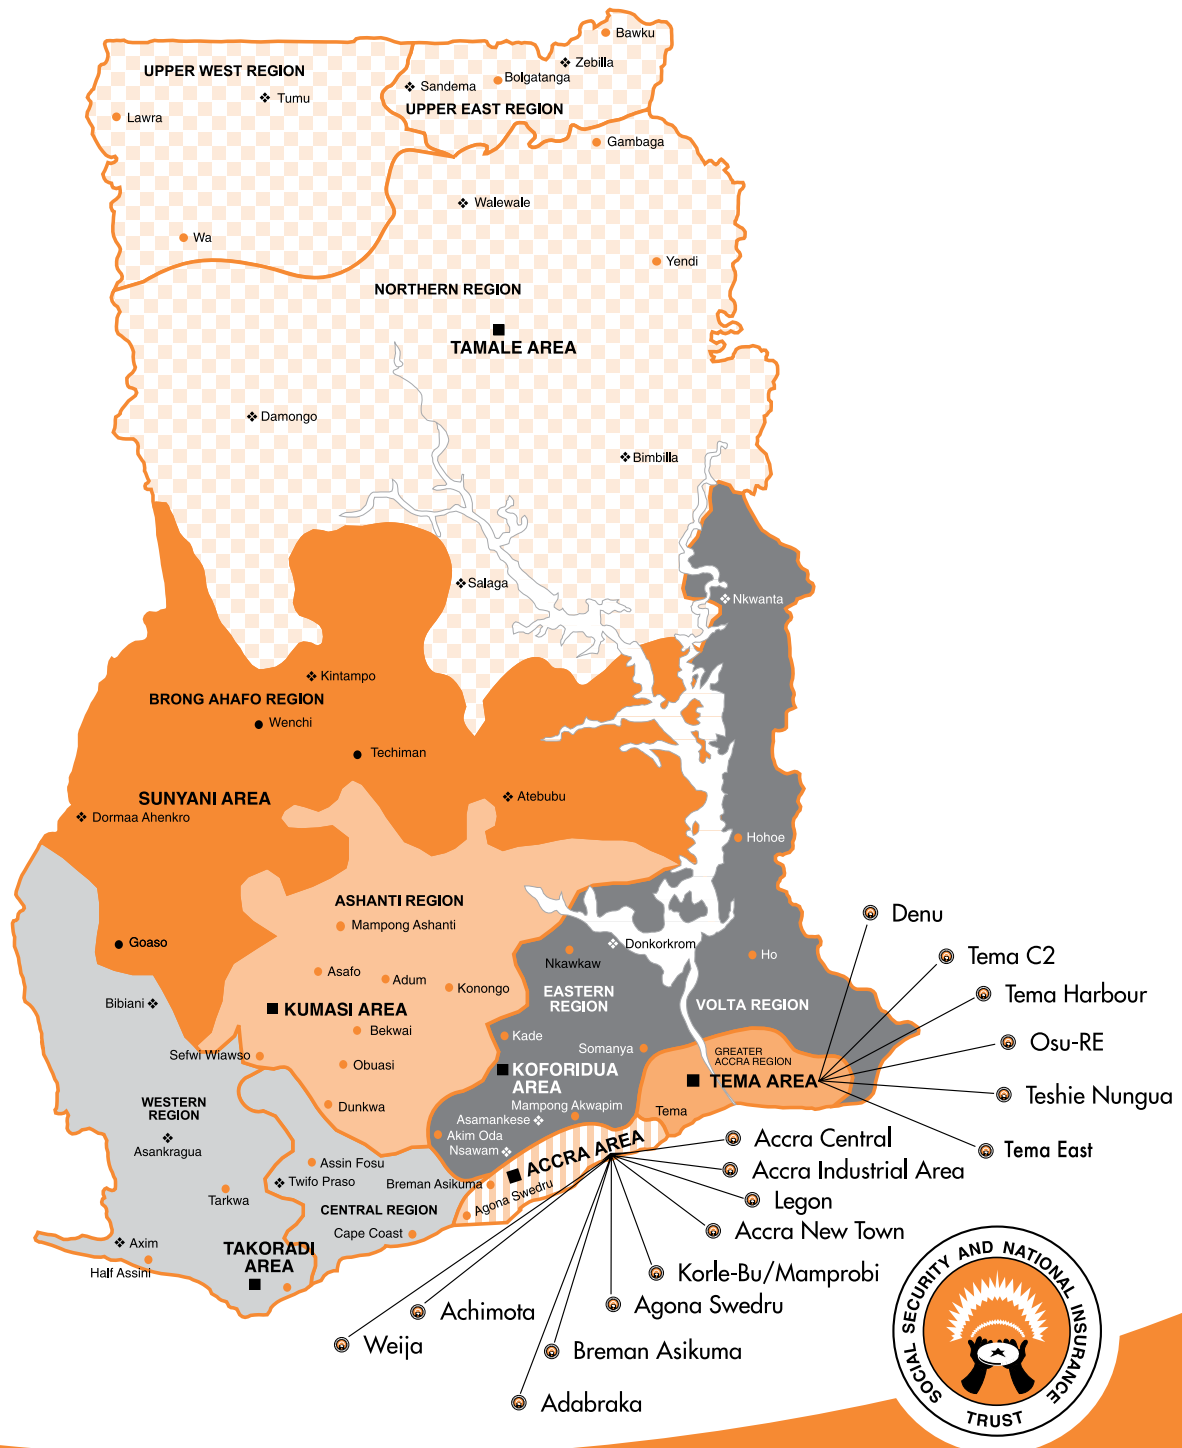 Bawku
Zebilla
UPPER WEST REGION
Bolgatanga
Sandema
Tumu
UPPER EAST REGION
Lawra
Gambaga
Walewale
Wa
Yendi
NORTHERN REGION
TAMALE AREA
Damongo
Bimbilla
Salaga
Nkwanta
Kintampo
BRONG AHAFO REGION
Wenchi
Techiman
SUNYANI AREA
Atebubu
Dormaa Ahenkro
Hohoe
ASHANTI REGION
Mampong Ashanti
Denu
Goaso
Donkorkrom
Ho
Tema C2
Nkawkaw
Asafo
Adum
Konongo
EASTERN
REGION
Tema Harbour
Bibiani
KUMASI AREA
VOLTA REGION
Bekwai
Kade
Osu-RE
Sefwi Wiawso
Somanya
GREATER
ACCRA REGION
Obuasi
KOFORIDUA
AREA
TEMA AREA
Teshie Nungua
WESTERN
REGION
Dunkwa
Mampong Akwapim
Tema
Asamankese
Akim Oda
Nsawam
Asankragua
ACCRA AREA
Accra Central
Tema East
Assin Fosu
Accra Industrial Area
Twifo Praso
Breman Asikuma
Agona Swedru
Tarkwa
Legon
CENTRAL REGION
Cape Coast
Accra New Town
Axim
TAKORADI
AREA
Half Assini
Korle-Bu/Mamprobi
Achimota
Agona Swedru
Weija
Breman Asikuma
Adabraka
SOCIAL SECURITY AND NATIONAL INSURANCE
TRUST